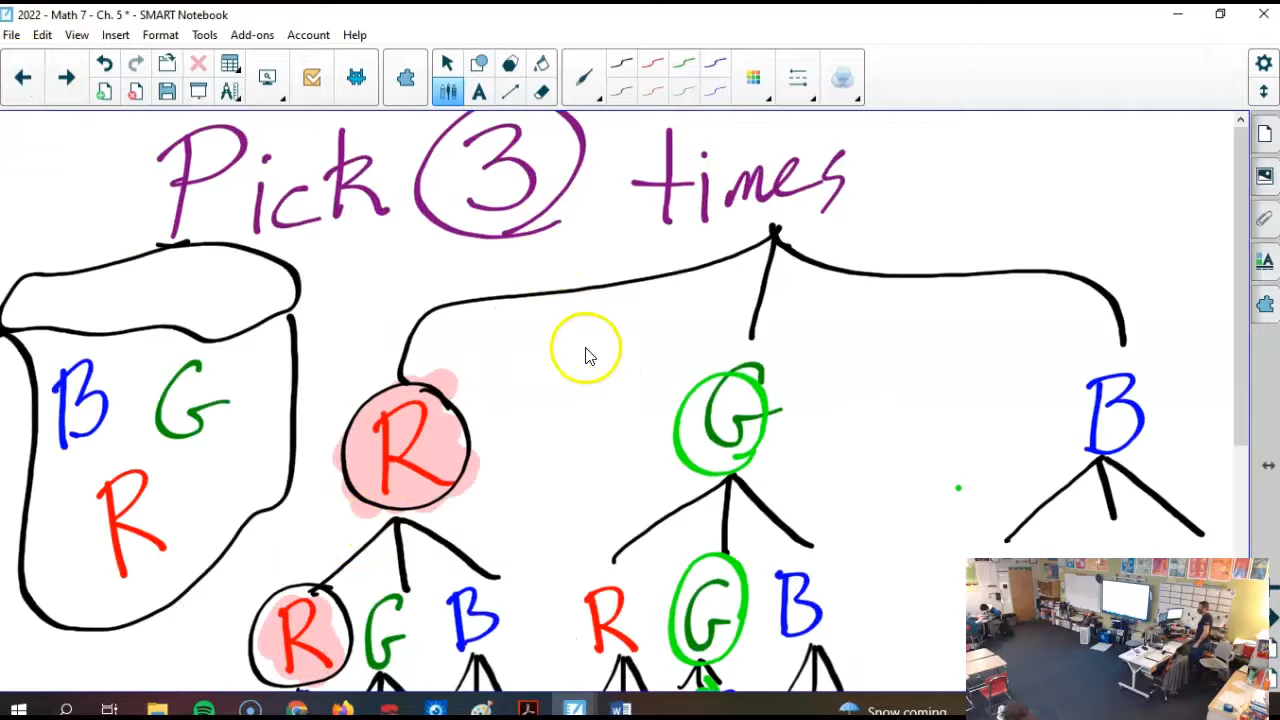 2022 - Math 7 - Ch. 5 * - SMART Notebook
File Edit View Insert Format Tools Add-ons Account Help
Pick 3 times
B G
R
R G B
R G B R G B
Snow coming